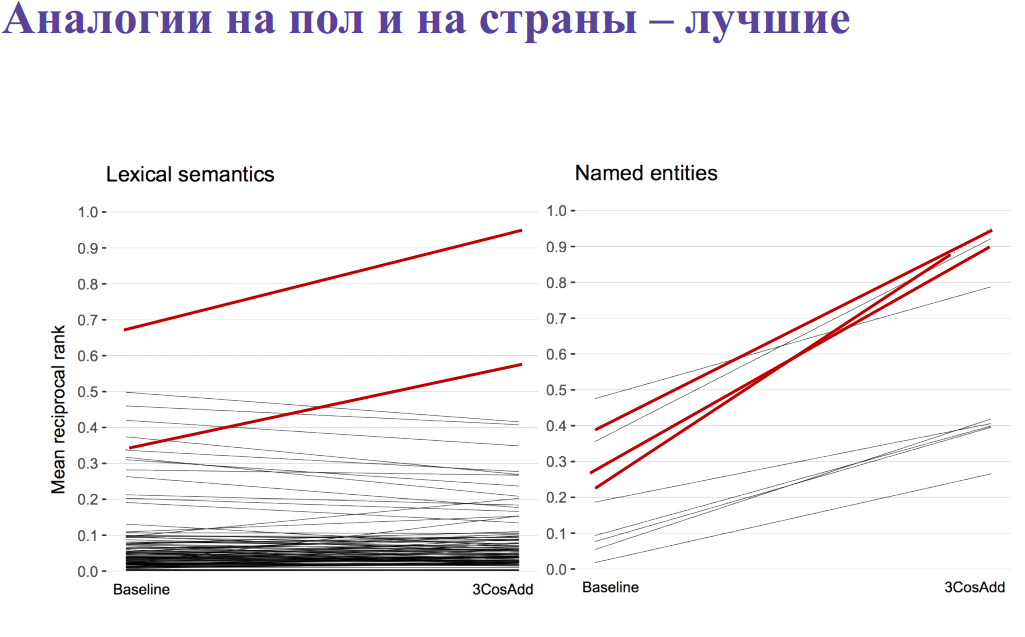 Аналогии на пол и на страны – лучшие
Lexical semantics
Mean reciprocal rank
1.0
0.9
0.8
0.7
0.6
0.5
0.4
0.3
0.2
0.1
0.0
Baseline
3CosAdd
Named entities
1.0
0.9
0.8
0.7
0.6
0.5
0.4
0.3
0.2
0.1
0.0
Baseline
3CosAdd